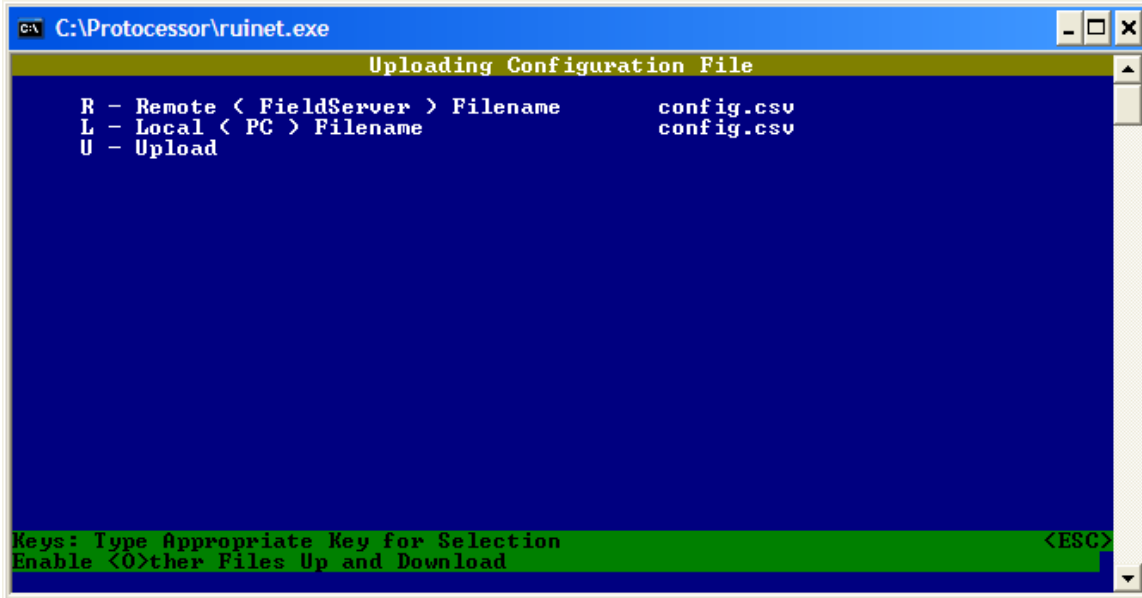 C:\Protocessor\ruinet.exe
Uploading Configuration File
R - Remote ( FieldServer ) Filename config.csv
L - Local ( PC ) Filename config.csv
U - Upload
Keys: Type Appropriate Key for Selection <ESC>
Enable <O>ther Files Up and Download